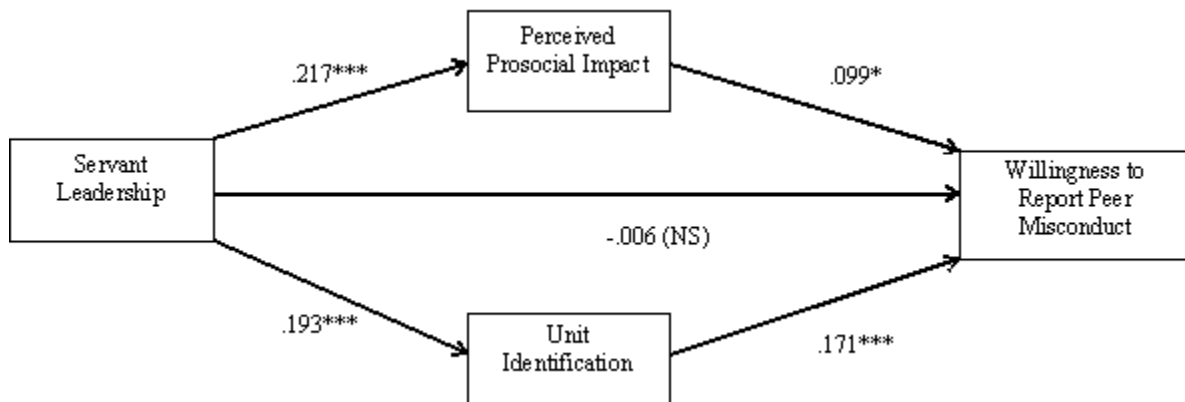 Perceived
Prosocial Impact
.217***
.099*
Servant
Leadership
Willingness to
Report Peer
Misconduct
-.006 (NS)
.193***
Unit
Identification
.171***